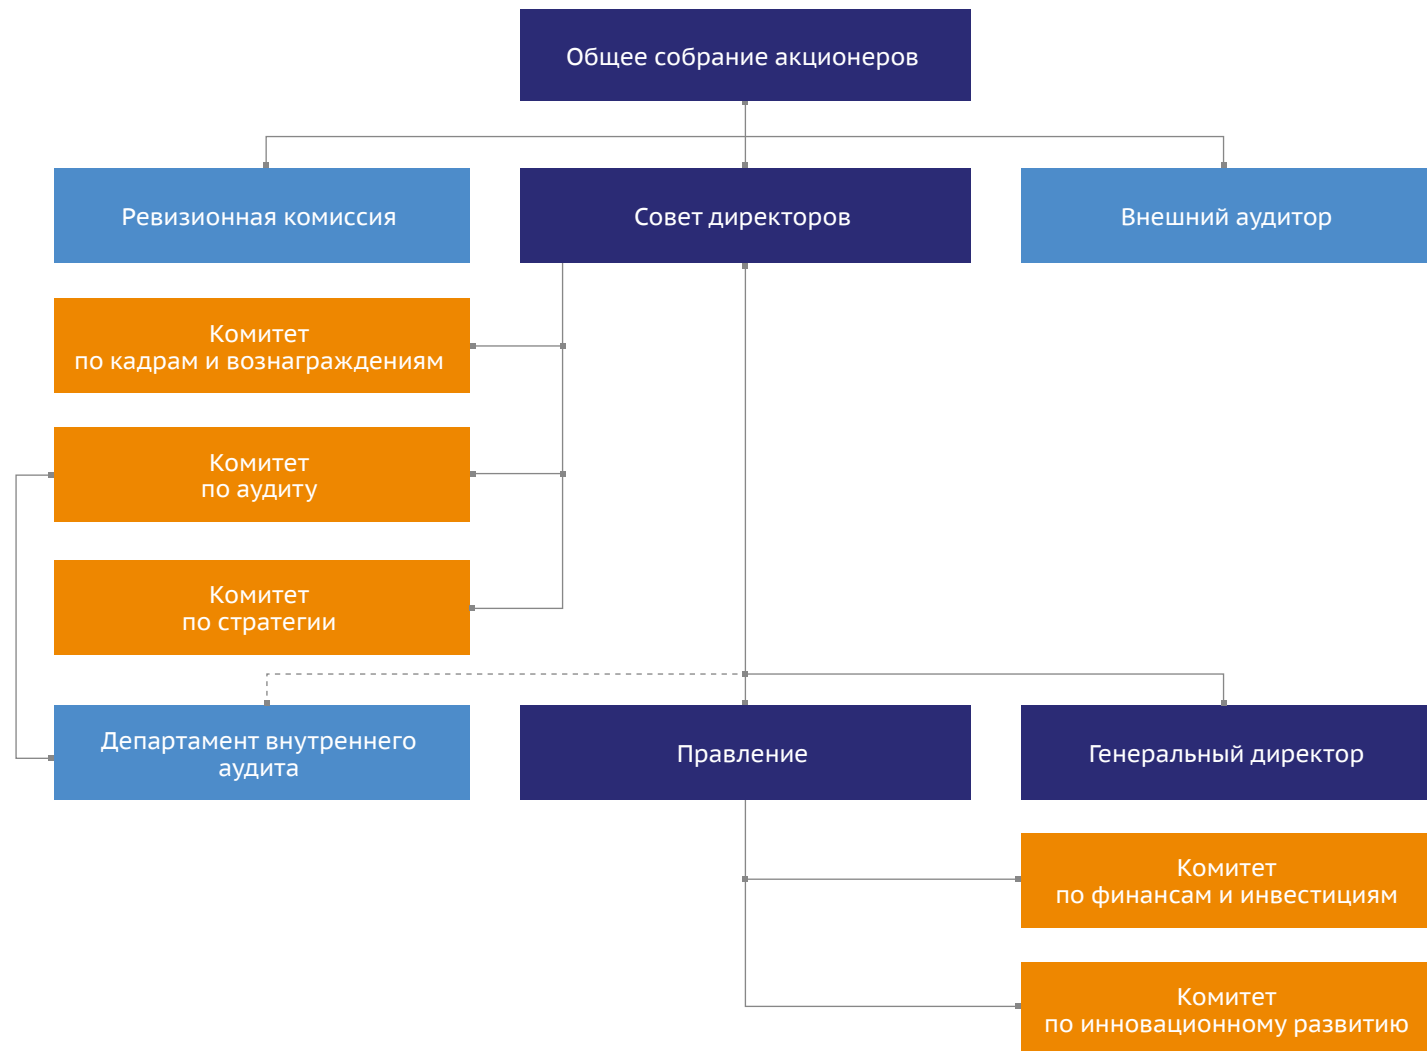 Общее собрание акционеров
Ревизионная комиссия
Совет директоров
Внешний аудитор
Комитет
по кадрам и вознаграждениям
Комитет
по аудиту
Комитет
по стратегии
Департамент внутреннего
аудита
Правление
Генеральный директор
Комитет
по финансам и инвестициям
Комитет
по инновационному развитию